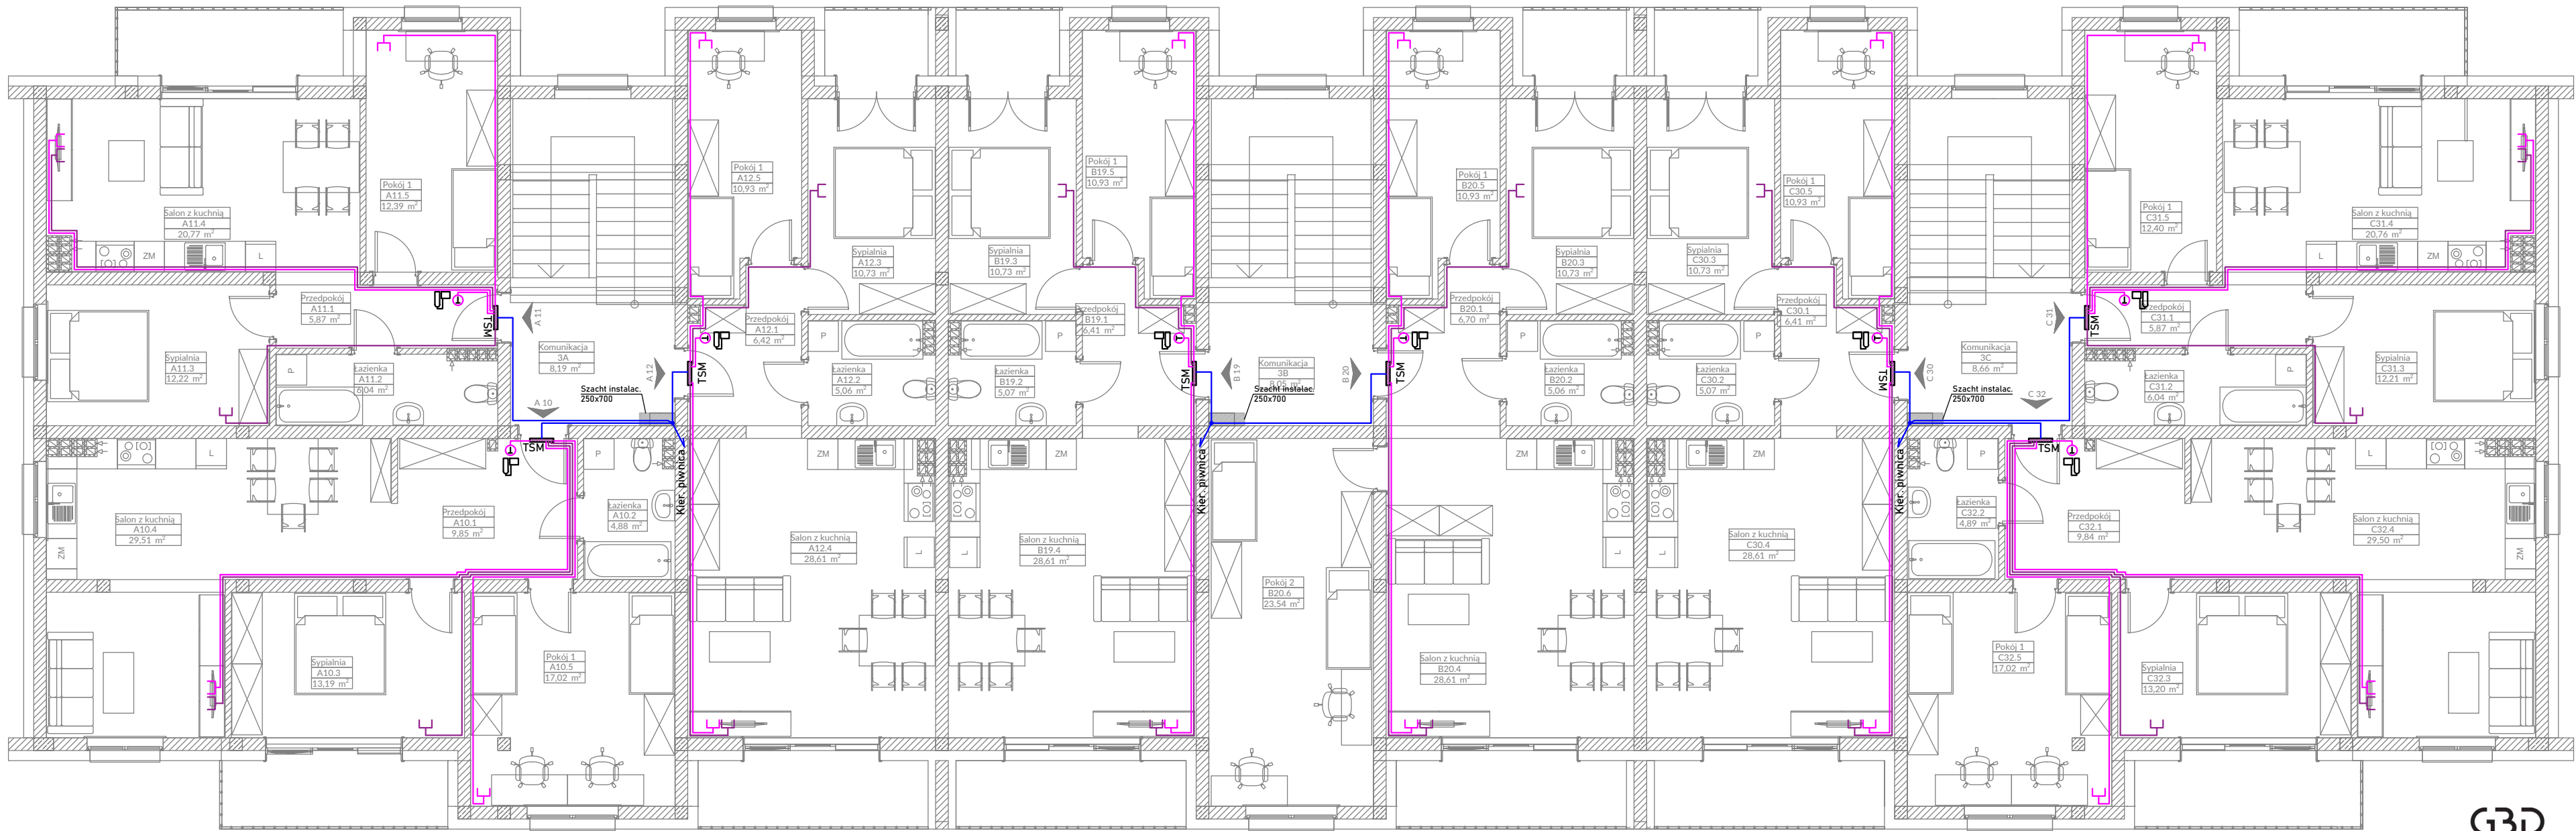 Pokój 1
A11.5
12,39 m²
Salon z kuchnią
A11.4
20,77 m²
ZM
L
Przedpokój
A11.1
5,87 m²
1
TSM
A 11
Sypialnia
A11.3
12,22 m²
P
Łazienka
A11.2
6,04 m²
Komunikacja
3A
8,19 m²
A 12
A 10
Szacht instalac.
250x700
Kier. piwnica
TSM
1
L
P
Salon z kuchnią
A10.4
29,51 m²
ZM
Przedpokój
A10.1
9,85 m²
Łazienka
A10.2
4,88 m²
Sypialnia
A10.3
13,19 m²
Pokój 1
A10.5
17,02 m²
Pokój 1
A12.5
10,93 m²
Sypialnia
A12.3
10,73 m²
Przedpokój
A12.1
6,42 m²
1
TSM
P
Łazienka
A12.2
5,06 m²
ZM
L
Salon z kuchnią
A12.4
28,61 m²
Pokój 1
B19.5
10,93 m²
Sypialnia
B19.3
10,73 m²
Przedpokój
B19.1
6,41 m²
1
TSM
P
Łazienka
B19.2
5,07 m²
ZM
L
Salon z kuchnią
B19.4
28,61 m²
B 19
Komunikacja
3B
8,05 m²
B 20
Szacht instalac.
250x700
Kier. piwnica
Pokój 2
B20.6
23,54 m²
Pokój 1
B20.5
10,93 m²
Sypialnia
B20.3
10,73 m²
Przedpokój
B20.1
6,70 m²
1
TSM
P
Łazienka
B20.2
5,06 m²
ZM
L
Salon z kuchnią
B20.4
28,61 m²
Pokój 1
C30.5
10,93 m²
Sypialnia
C30.3
10,73 m²
Przedpokój
C30.1
6,41 m²
1
TSM
P
Łazienka
C30.2
5,07 m²
ZM
L
Salon z kuchnią
C30.4
28,61 m²
C 30
Komunikacja
3C
8,66 m²
C 31
C 32
Szacht instalac.
250x700
Kier. piwnica
Pokój 1
C31.5
12,40 m²
Salon z kuchnią
C31.4
20,76 m²
L
ZM
1
TSM
Przedpokój
C31.1
5,87 m²
Łazienka
C31.2
6,04 m²
P
Sypialnia
C31.3
12,21 m²
TSM
1
P
L
Łazienka
C32.2
4,89 m²
Przedpokój
C32.1
9,84 m²
Salon z kuchnią
C32.4
29,50 m²
ZM
Pokój 1
C32.5
17,02 m²
Sypialnia
C32.3
13,20 m²